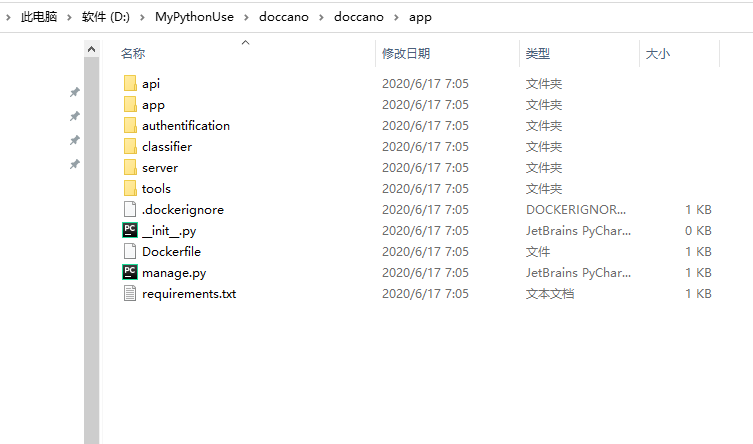 此电脑 › 软件 (D:) › MyPythonUse › doccano › doccano › app
名称 修改日期 类型 大小
api 2020/6/17 7:05 文件夹
app 2020/6/17 7:05 文件夹
authentification 2020/6/17 7:05 文件夹
classifier 2020/6/17 7:05 文件夹
server 2020/6/17 7:05 文件夹
tools 2020/6/17 7:05 文件夹
.dockerignore 2020/6/17 7:05 DOCKERIGNOR... 1 KB
PC __init__.py 2020/6/17 7:05 JetBrains PyChar... 0 KB
Dockerfile 2020/6/17 7:05 文件 1 KB
PC manage.py 2020/6/17 7:05 JetBrains PyChar... 1 KB
requirements.txt 2020/6/17 7:05 文本文档 1 KB